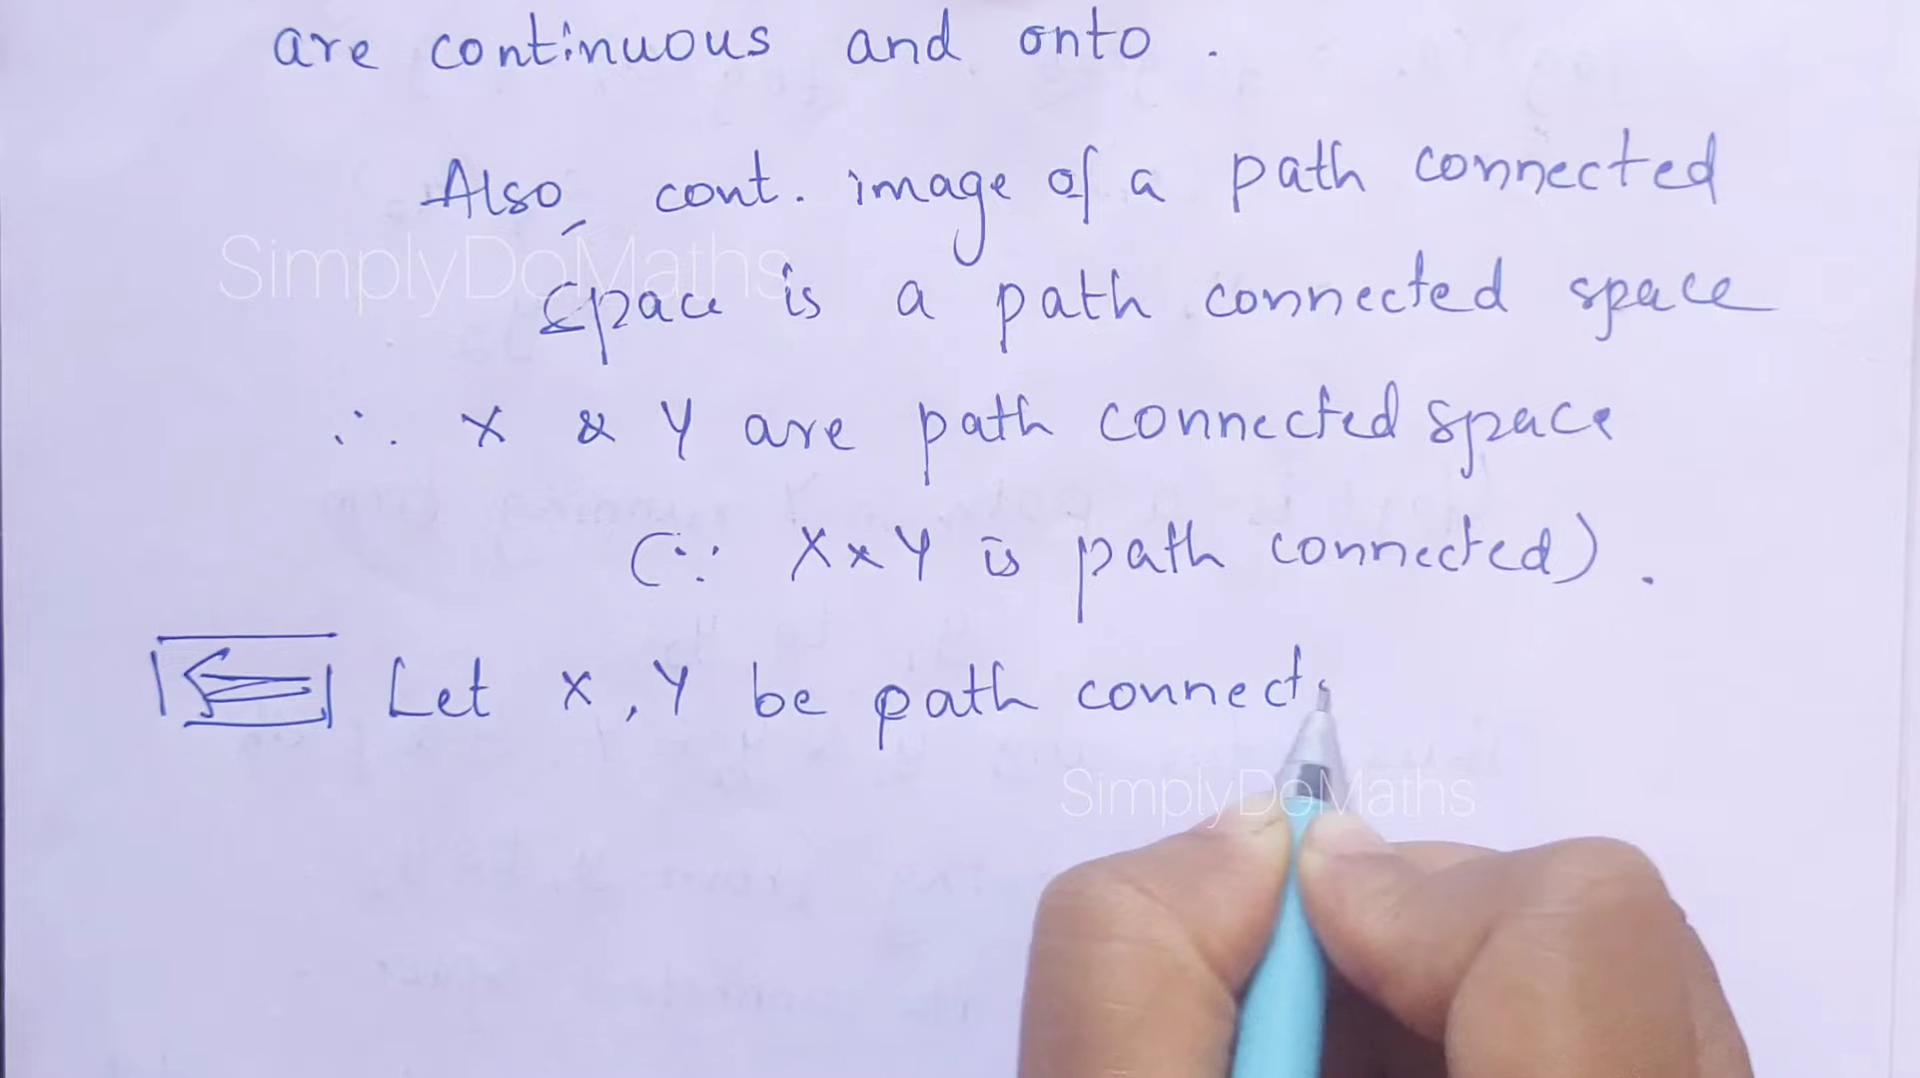 are continuous and onto .
Also, cont. image of a path connected
SimplyDoMaths
space is a path connected space
∴ X & Y are path connected space
(∵ X×Y is path connected) .
⇐ Let X, Y be path connecte
SimplyDoMaths